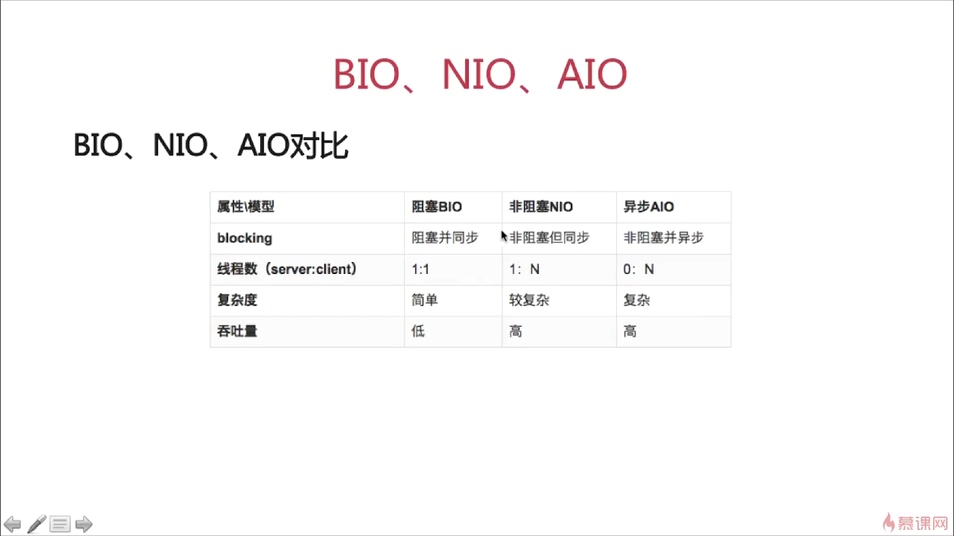 BIO、NIO、AIO
BIO、NIO、AIO对比
属性\模型 阻塞BIO 非阻塞NIO 异步AIO
blocking 阻塞并同步 非阻塞但同步 非阻塞并异步
线程数（server:client） 1:1 1：N 0：N
复杂度 简单 较复杂 复杂
吞吐量 低 高 高
慕课网